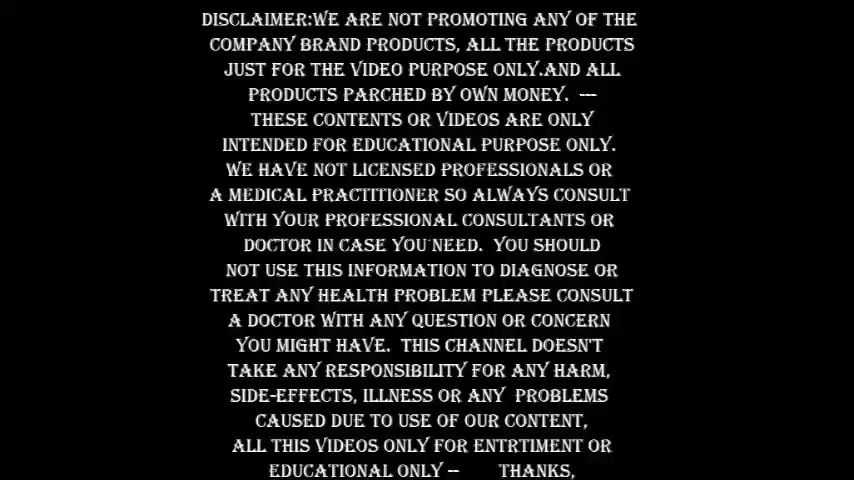 DISCLAIMER:WE ARE NOT PROMOTING ANY OF THE
COMPANY BRAND PRODUCTS, ALL THE PRODUCTS
JUST FOR THE VIDEO PURPOSE ONLY.AND ALL
PRODUCTS PARCHED BY OWN MONEY.  ---
THESE CONTENTS OR VIDEOS ARE ONLY
INTENDED FOR EDUCATIONAL PURPOSE ONLY.
WE HAVE NOT LICENSED PROFESSIONALS OR
A MEDICAL PRACTITIONER SO ALWAYS CONSULT
WITH YOUR PROFESSIONAL CONSULTANTS OR
DOCTOR IN CASE YOU NEED.  YOU SHOULD
NOT USE THIS INFORMATION TO DIAGNOSE OR
TREAT ANY HEALTH PROBLEM PLEASE CONSULT
A DOCTOR WITH ANY QUESTION OR CONCERN
YOU MIGHT HAVE.  THIS CHANNEL DOESN'T
TAKE ANY RESPONSIBILITY FOR ANY HARM,
SIDE-EFFECTS, ILLNESS OR ANY  PROBLEMS
CAUSED DUE TO USE OF OUR CONTENT,
ALL THIS VIDEOS ONLY FOR ENTRTIMENT OR
EDUCATIONAL ONLY --        THANKS,